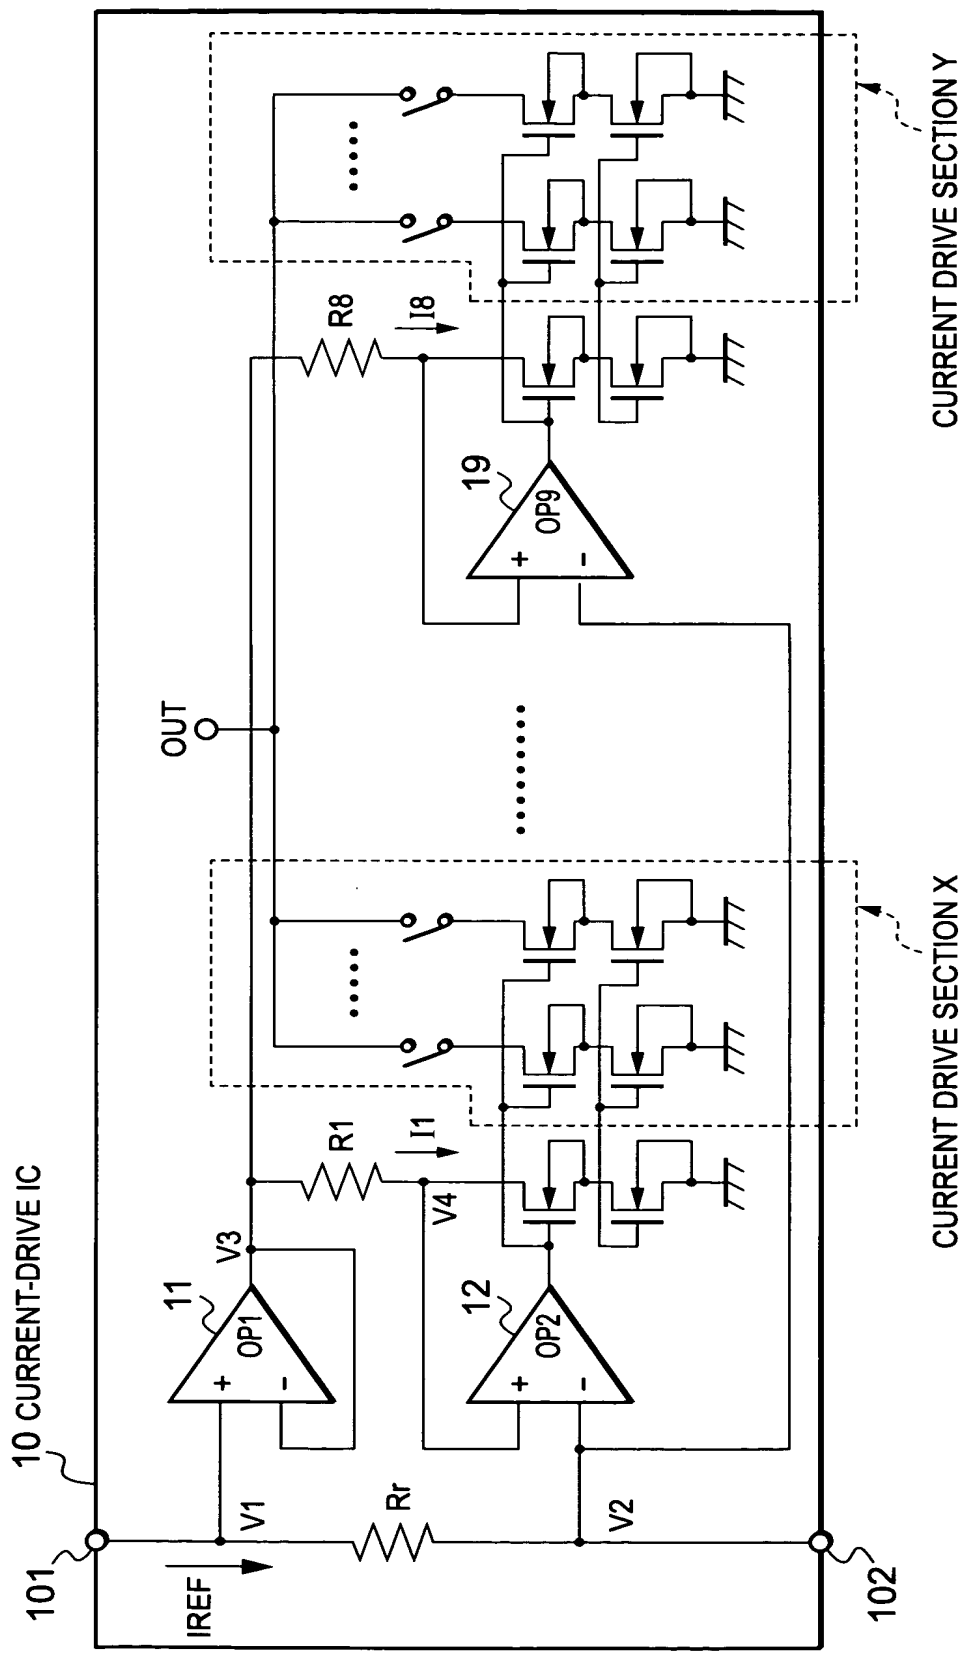 10 CURRENT-DRIVE IC
101
IREF
V1
Rr
V2
102
11
OP1
+
−
V3
12
OP2
+
−
V4
R1
I1
CURRENT DRIVE SECTION X
OUT
19
OP9
+
−
R8
I8
CURRENT DRIVE SECTION Y